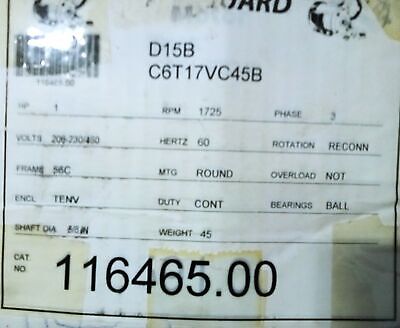 D15B
C6T17VC45B
116465.00
HP 1 RPM 1725 PHASE 3
VOLTS 208-230/460 HERTZ 60 ROTATION RECONN
FRAME 56C MTG ROUND OVERLOAD NOT
ENCL TENV DUTY CONT BEARINGS BALL
SHAFT DIA. 5/8 IN WEIGHT 45
CAT. NO. 116465.00